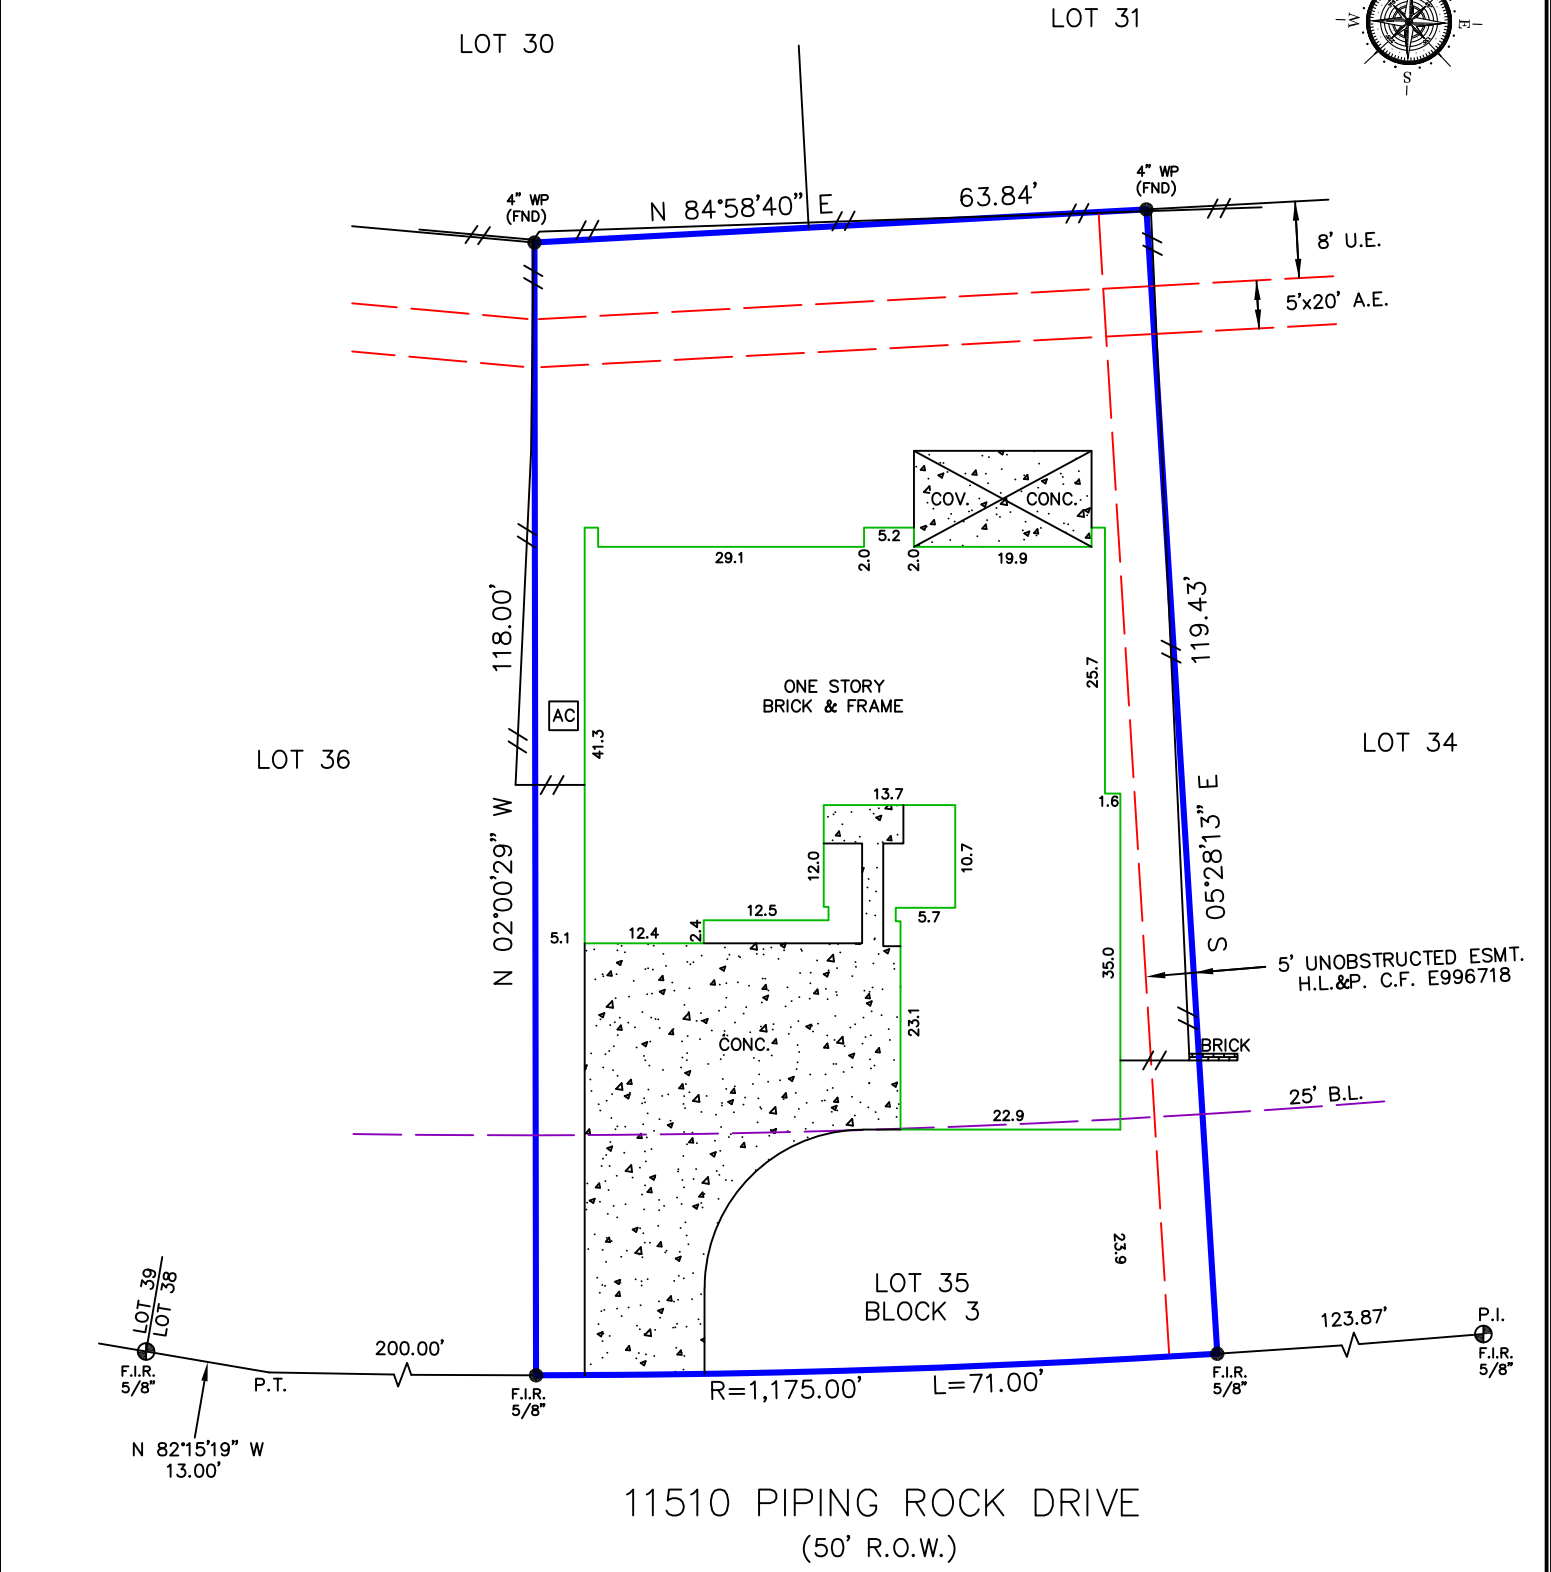 LOT 31
LOT 30
W
E
S
4" WP
(FND)
4" WP
(FND)
N 84°58'40" E
63.84'
8' U.E.
5'x20' A.E.
COV.
CONC.
5.2
29.1
2.0
2.0
19.9
118.00'
119.43'
25.7
ONE STORY
BRICK & FRAME
AC
41.3
LOT 36
LOT 34
N 02°00'29" W
S 05°28'13" E
13.7
1.6
12.0
10.7
12.5
5.7
2.4
12.4
5.1
35.0
5' UNOBSTRUCTED ESMT.
H.L.&P. C.F. E996718
23.1
CONC.
BRICK
25' B.L.
22.9
23.9
LOT 39
LOT 38
LOT 35
BLOCK 3
200.00'
123.87'
P.I.
F.I.R.
5/8"
P.T.
F.I.R.
5/8"
R=1,175.00'
L=71.00'
F.I.R.
5/8"
F.I.R.
5/8"
N 82°15'19" W
13.00'
11510 PIPING ROCK DRIVE
(50' R.O.W.)